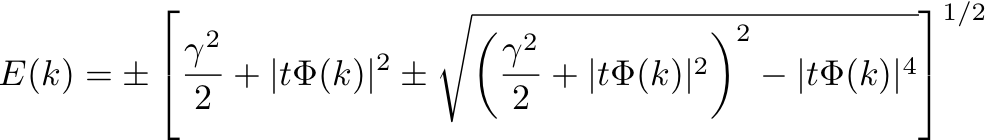 E(k) = ± [ γ²/2 + |tΦ(k)|² ± √( (γ²/2 + |tΦ(k)|²)² − |tΦ(k)|⁴ ) ]^{1/2}